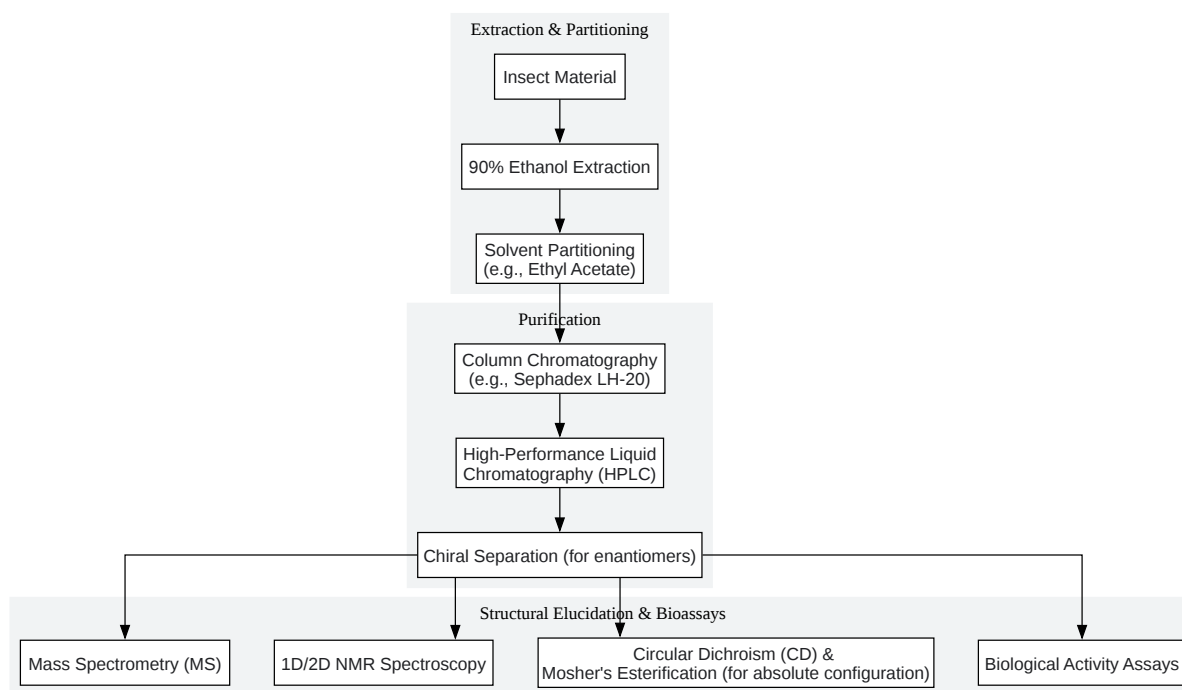 Extraction & Partitioning
Insect Material
90% Ethanol Extraction
Solvent Partitioning
(e.g., Ethyl Acetate)
Purification
Column Chromatography
(e.g., Sephadex LH-20)
High-Performance Liquid
Chromatography (HPLC)
Chiral Separation (for enantiomers)
Structural Elucidation & Bioassays
Mass Spectrometry (MS)
1D/2D NMR Spectroscopy
Circular Dichroism (CD) &
Mosher's Esterification (for absolute configuration)
Biological Activity Assays